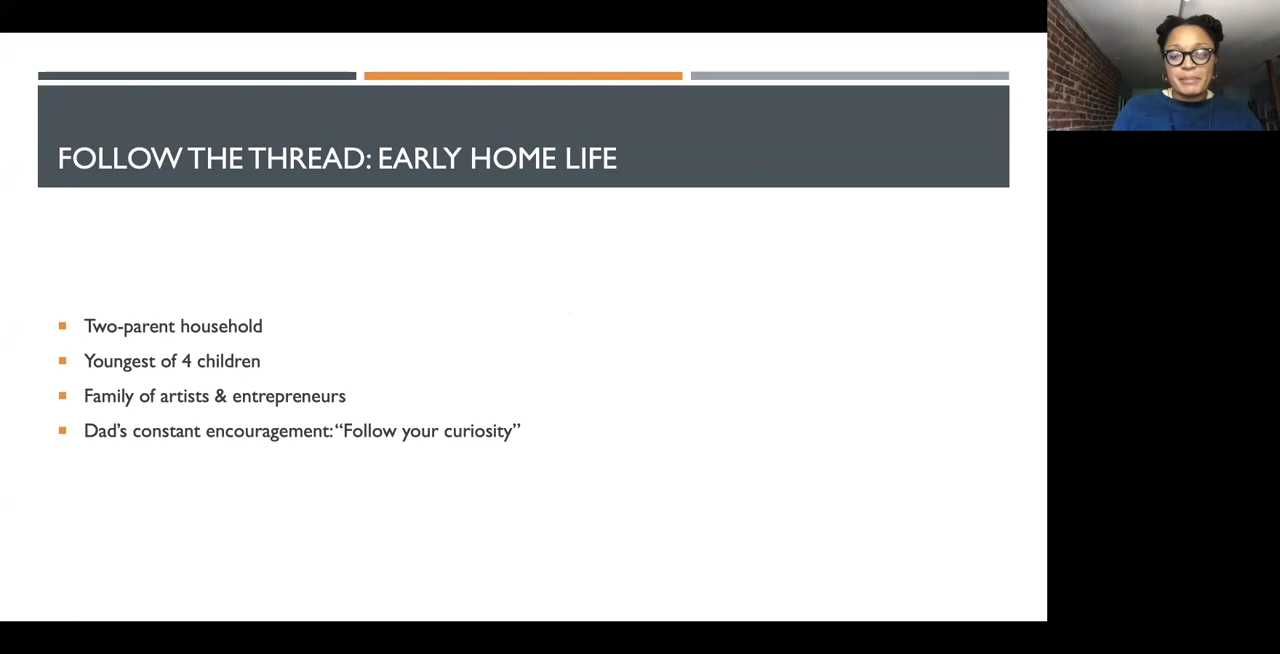 FOLLOW THE THREAD: EARLY HOME LIFE
Two-parent household
Youngest of 4 children
Family of artists & entrepreneurs
Dad’s constant encouragement: “Follow your curiosity”